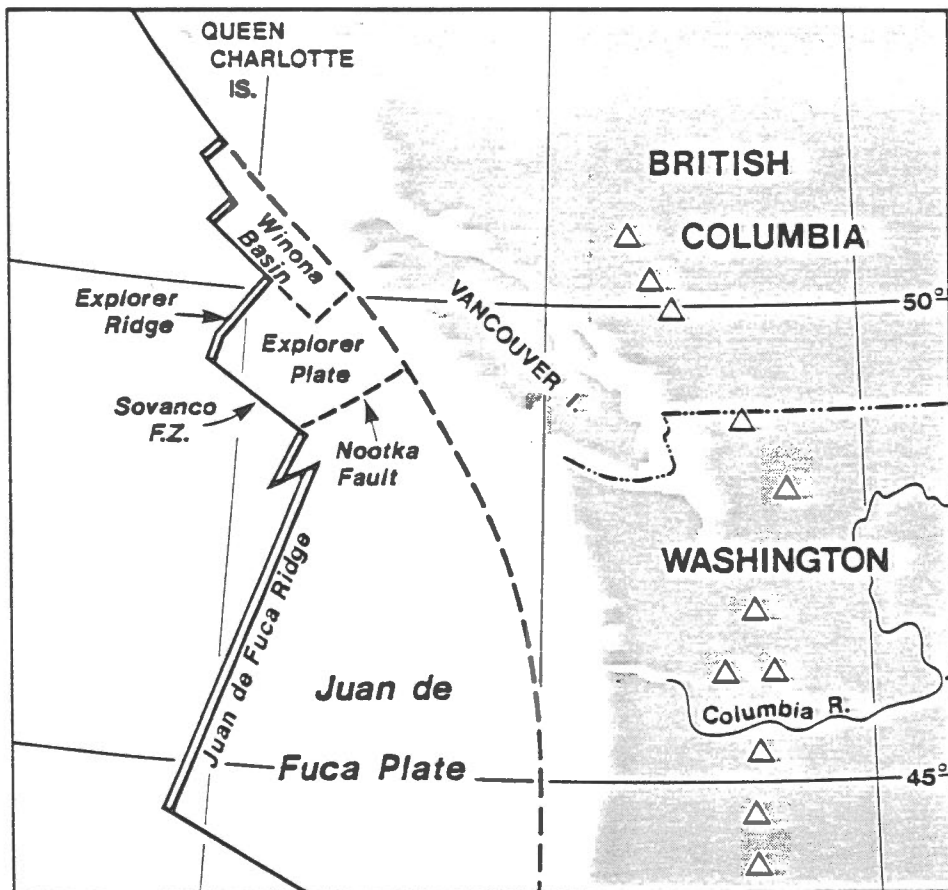 QUEEN
CHARLOTTE
IS.
BRITISH
COLUMBIA
Winona
Basin
Explorer
Ridge
VANCOUVER
50°
Explorer
Plate
Sovanco
F.Z.
Nootka
Fault
WASHINGTON
Juan de Fuca Ridge
Juan de
Fuca Plate
Columbia R.
45°